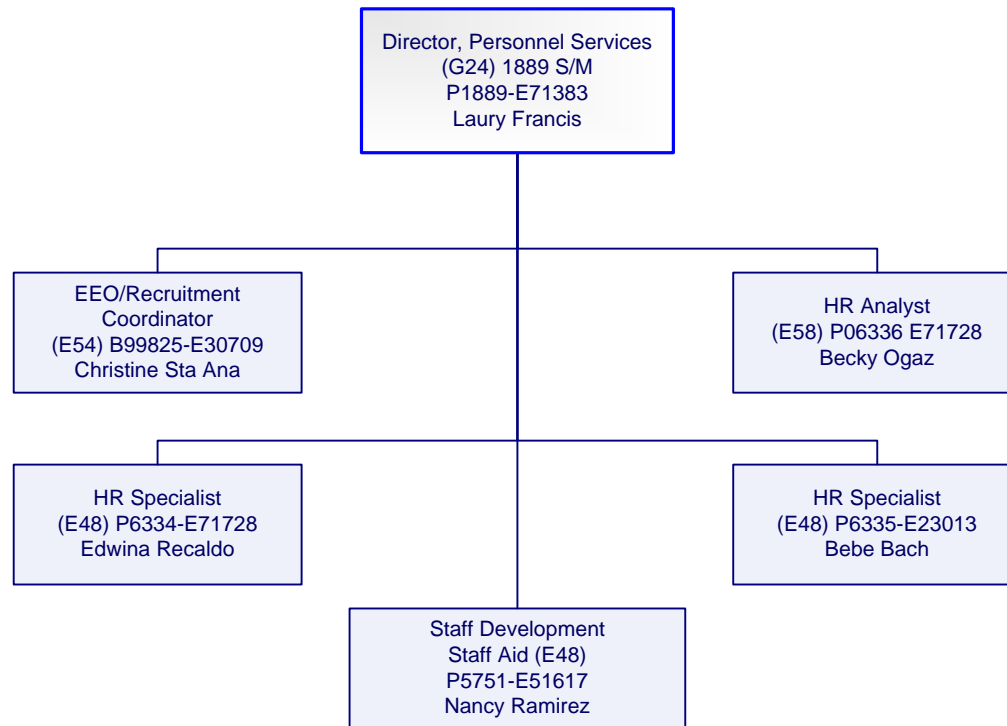 Director, Personnel Services
(G24) 1889 S/M
P1889-E71383
Laury Francis
EEO/Recruitment
Coordinator
(E54) B99825-E30709
Christine Sta Ana
HR Analyst
(E58) P06336 E71728
Becky Ogaz
HR Specialist
(E48) P6334-E71728
Edwina Recaldo
HR Specialist
(E48) P6335-E23013
Bebe Bach
Staff Development
Staff Aid (E48)
P5751-E51617
Nancy Ramirez